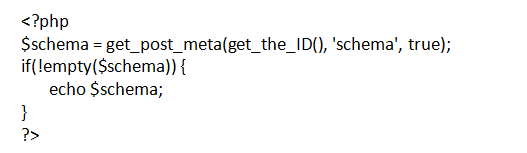 <?php
$schema = get_post_meta(get_the_ID(), 'schema', true);
if(!empty($schema)) {
    echo $schema;
}
?>